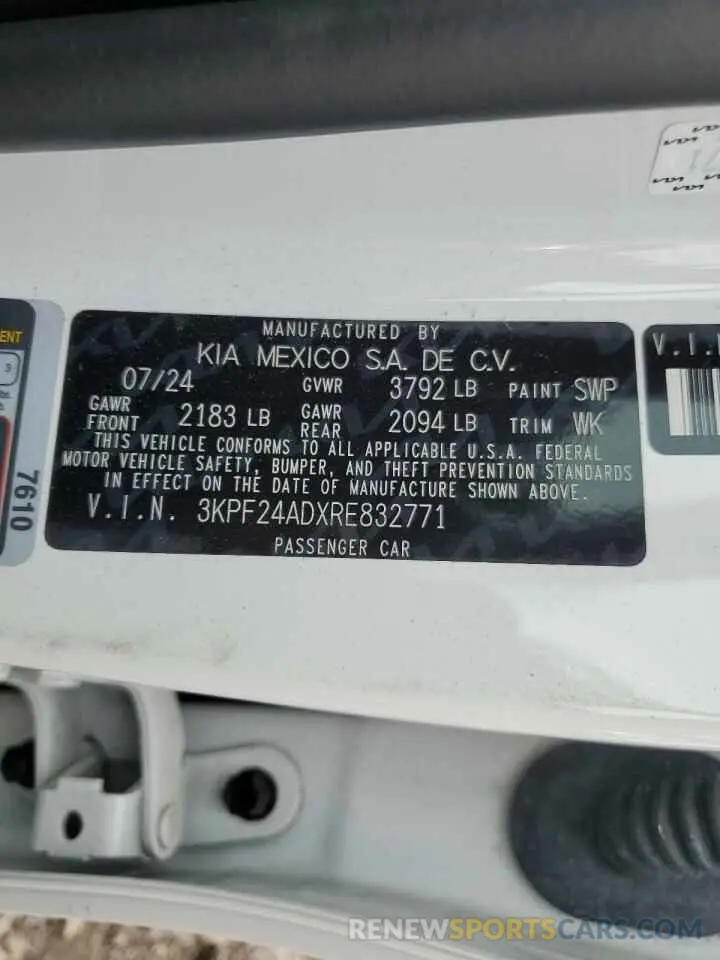 MANUFACTURED BY
KIA MEXICO S.A. DE C.V.
07/24 GVWR 3792 LB PAINT SWP
GAWR FRONT 2183 LB GAWR REAR 2094 LB TRIM WK
THIS VEHICLE CONFORMS TO ALL APPLICABLE U.S.A. FEDERAL
MOTOR VEHICLE SAFETY, BUMPER, AND THEFT PREVENTION STANDARDS
IN EFFECT ON THE DATE OF MANUFACTURE SHOWN ABOVE.
V.I.N. 3KPF24ADXRE832771
PASSENGER CAR
7610
RENEWSPORTSCARS.COM